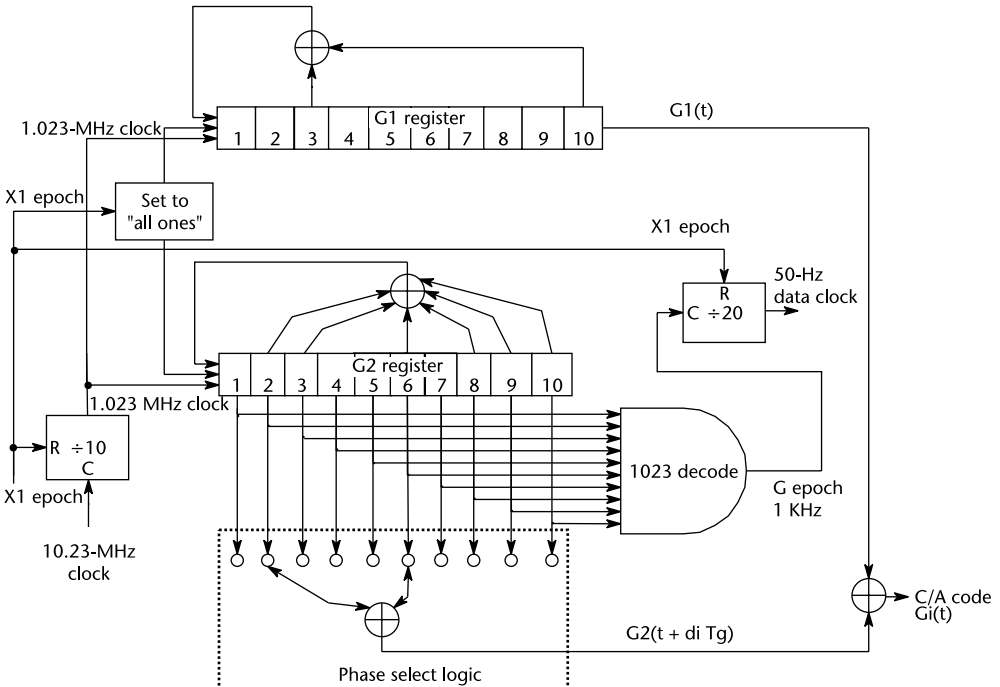 G1 register
1 2 3 4 5 6 7 8 9 10
G1(t)
1.023-MHz clock
X1 epoch
Set to
"all ones"
X1 epoch
R
C ÷20
50-Hz
data clock
G2 register
1 2 3 4 5 6 7 8 9 10
1.023 MHz clock
R ÷10
C
X1 epoch
10.23-MHz
clock
1023 decode
G epoch
1 KHz
C/A code
Gi(t)
G2(t + di Tg)
Phase select logic